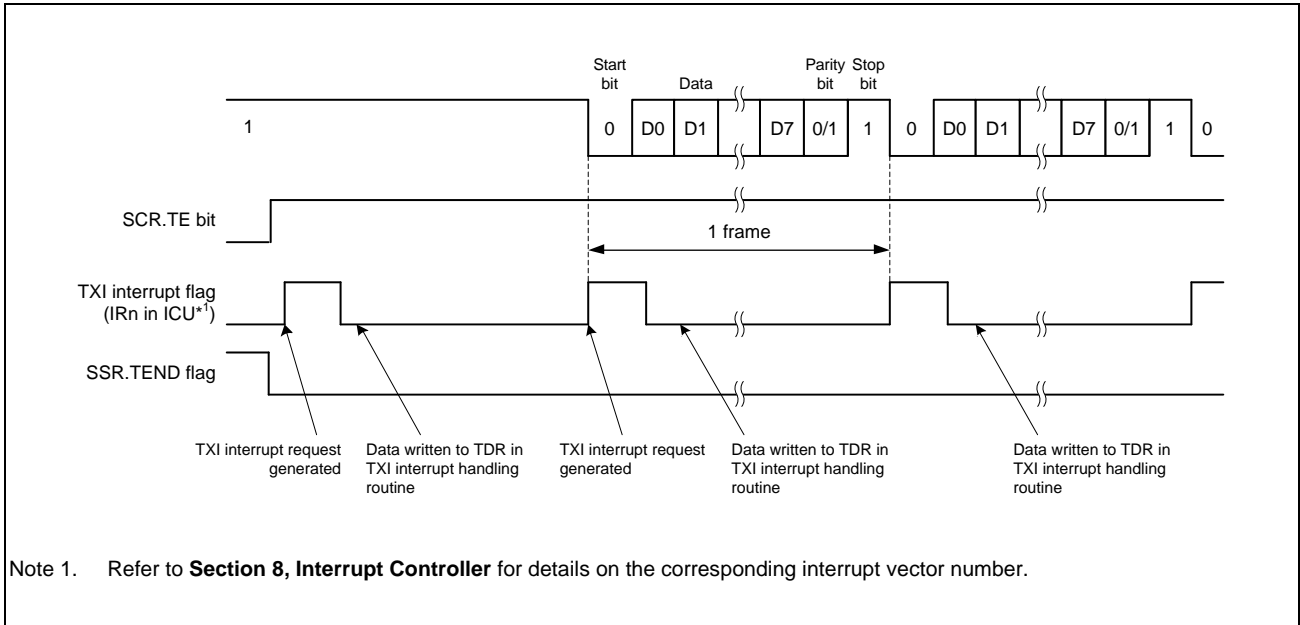 Start bit
Data
Parity bit
Stop bit
1
0 D0 D1 D7 0/1 1 0 D0 D1 D7 0/1 1 0
SCR.TE bit
1 frame
TXI interrupt flag
(IRn in ICU*1)
SSR.TEND flag
TXI interrupt request
generated
Data written to TDR in
TXI interrupt handling
routine
TXI interrupt request
generated
Data written to TDR in
TXI interrupt handling
routine
Data written to TDR in
TXI interrupt handling
routine
Note 1. Refer to Section 8, Interrupt Controller for details on the corresponding interrupt vector number.